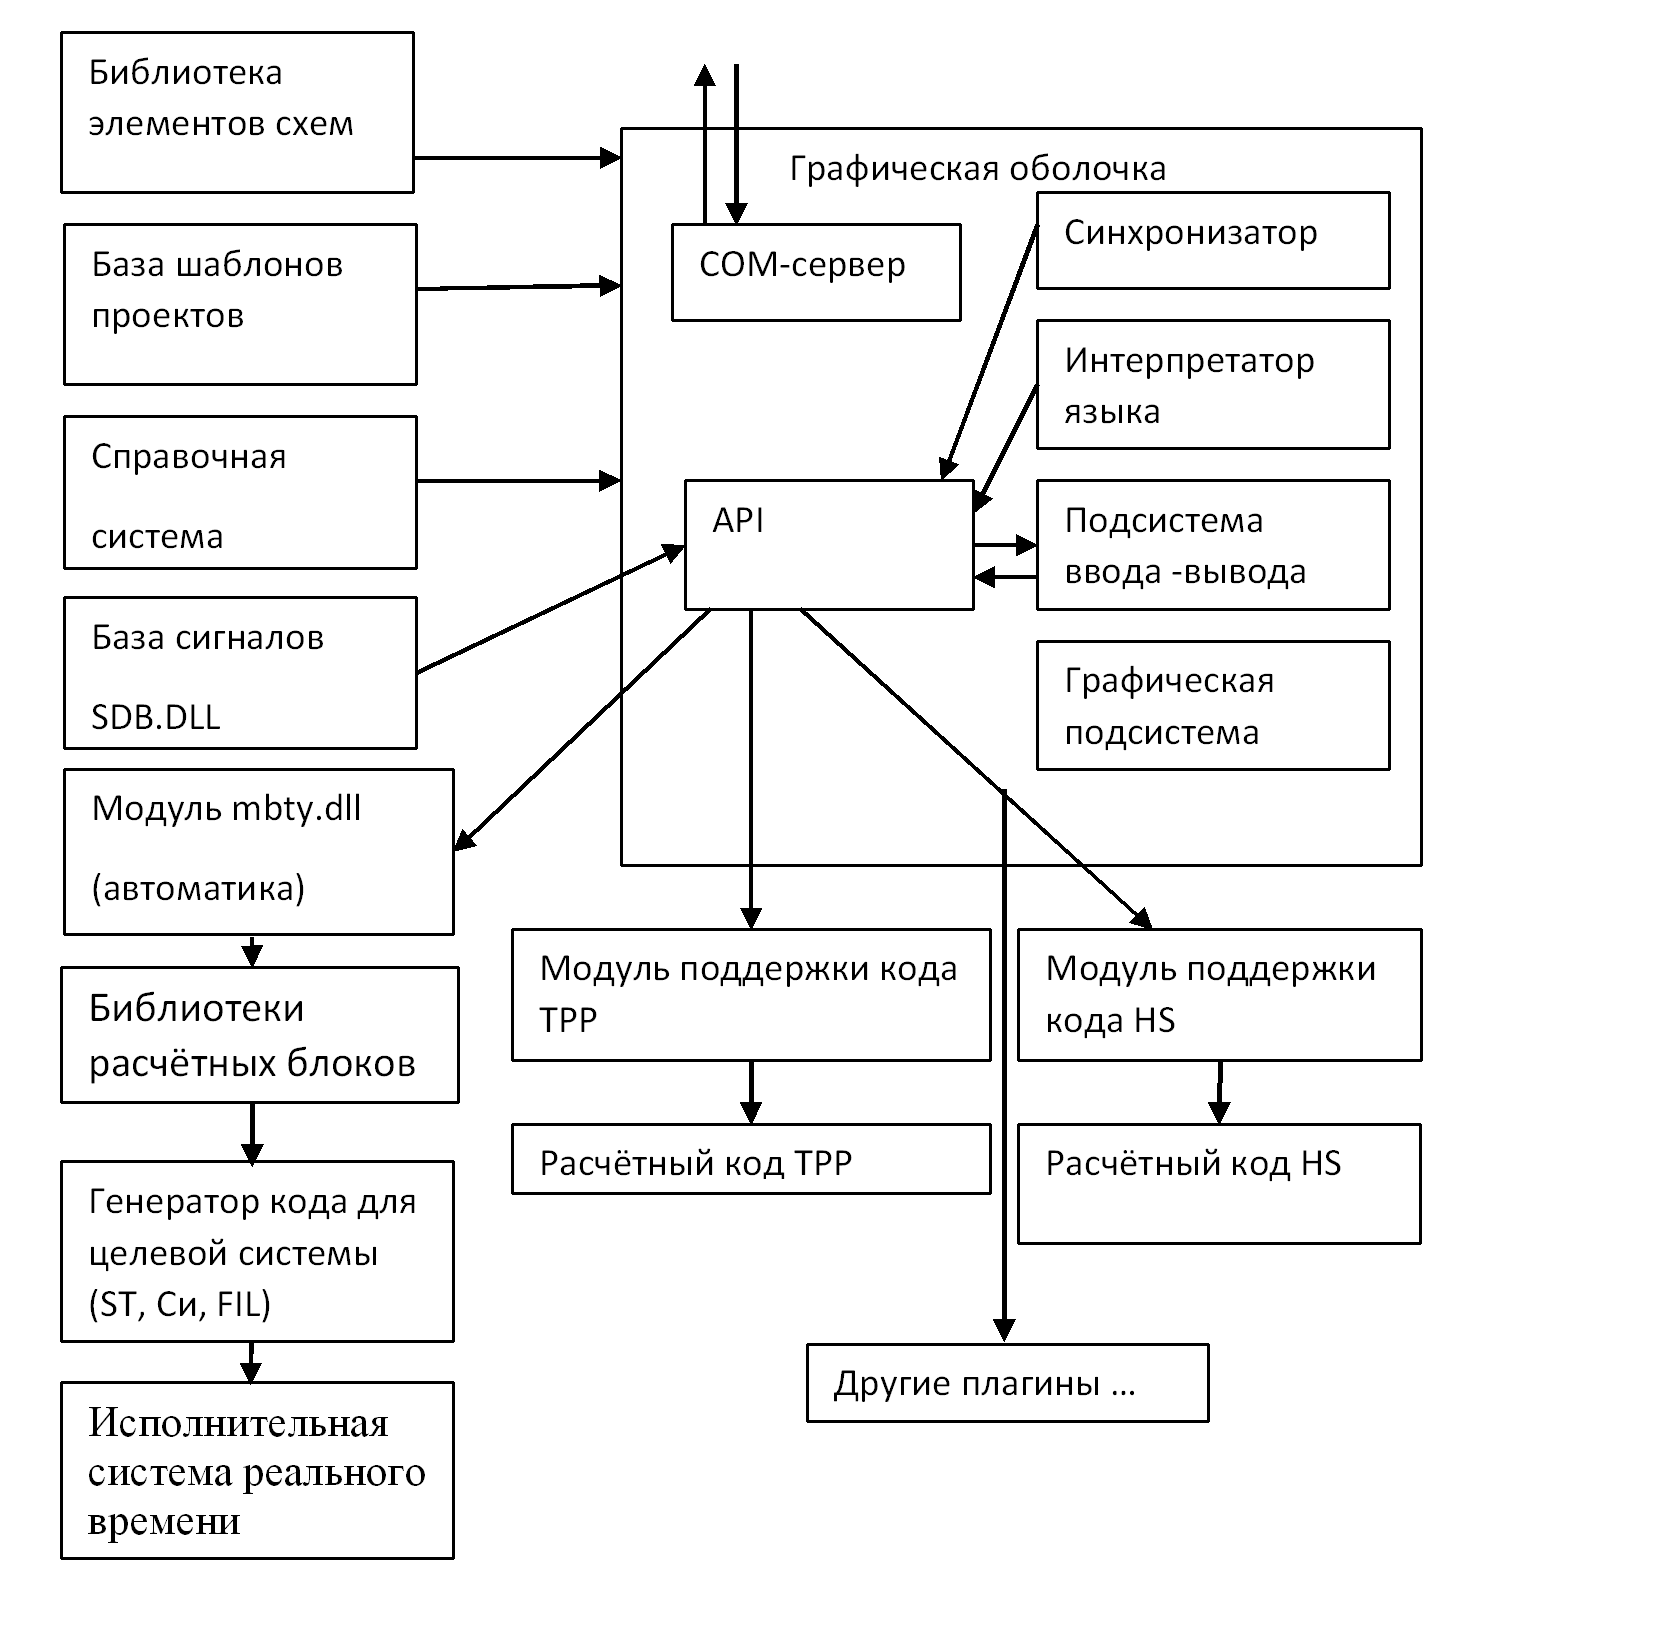 Библиотека
элементов схем
База шаблонов
проектов
Справочная
система
База сигналов
SDB.DLL
Модуль mbty.dll
(автоматика)
Библиотеки
расчётных блоков
Генератор кода для
целевой системы
(ST, Си, FIL)
Исполнительная
система реального
времени
Графическая оболочка
COM-сервер
Синхронизатор
Интерпретатор
языка
API
Подсистема
ввода -вывода
Графическая
подсистема
Модуль поддержки кода
TPP
Модуль поддержки
кода HS
Расчётный код TPP
Расчётный код HS
Другие плагины ...